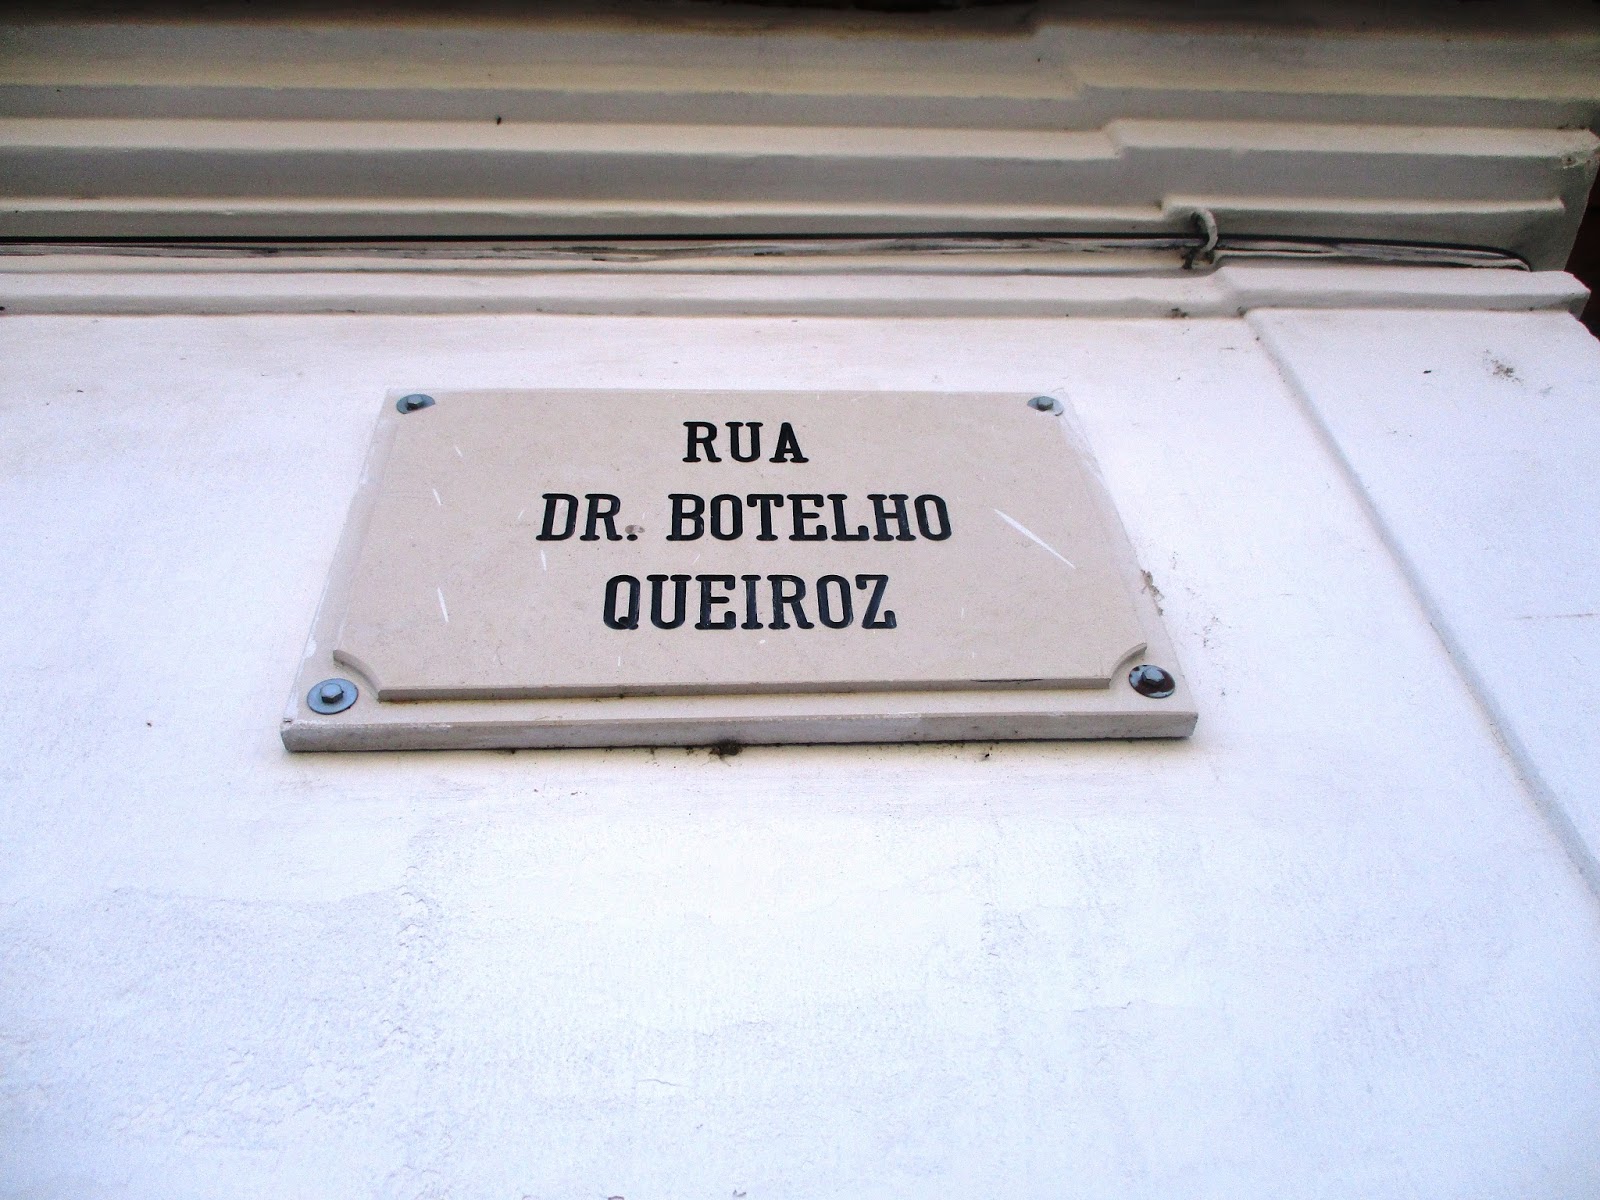 RUA
DR. BOTELHO
QUEIROZ